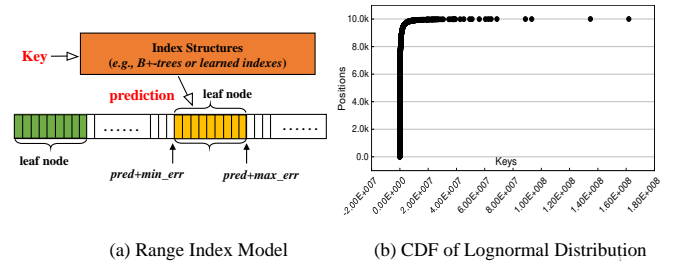 Key
Index Structures
(e.g., B+-trees or learned indexes)
prediction
leaf node
......
......
leaf node
pred+min_err
pred+max_err
(a) Range Index Model
10.0k
8.0k
6.0k
4.0k
2.0k
0.0
Positions
Keys
-2.00E+007
0.00E+000
2.00E+007
4.00E+007
6.00E+007
8.00E+007
1.00E+008
1.20E+008
1.40E+008
1.60E+008
1.80E+008
(b) CDF of Lognormal Distribution